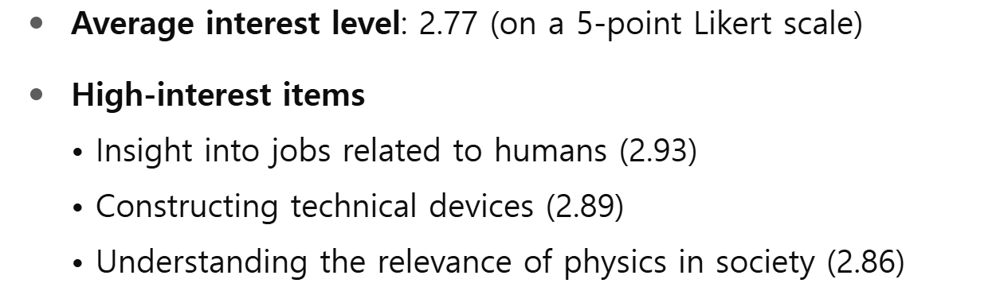 • Average interest level: 2.77 (on a 5-point Likert scale)
• High-interest items
• Insight into jobs related to humans (2.93)
• Constructing technical devices (2.89)
• Understanding the relevance of physics in society (2.86)